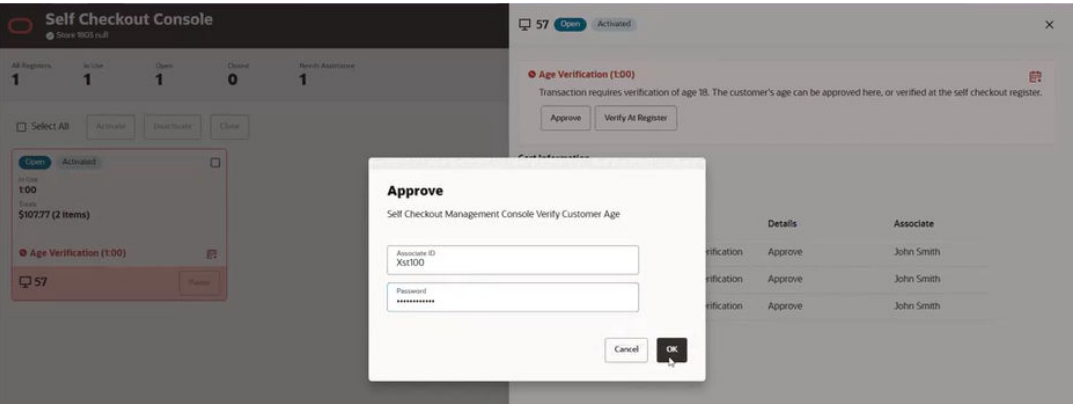 Self Checkout Console
Store 1805 null
All Registers
In Use
Open
Closed
Needs Assistance
1
1
1
0
1
Select All
Activate
Deactivate
Close
Open
Activated
In Use
1:00
Totals
$107.77 (2 items)
Age Verification (1:00)
57
57 Open Activated
Age Verification (1:00)
Transaction requires verification of age 18. The customer's age can be approved here, or verified at the self checkout register.
Approve
Verify At Register
Cart Information
Details
Associate
Approve
John Smith
Approve
John Smith
Approve
John Smith
Approve
Self Checkout Management Console Verify Customer Age
Associate ID
Xst100
Password
••••••••••••
Cancel
OK